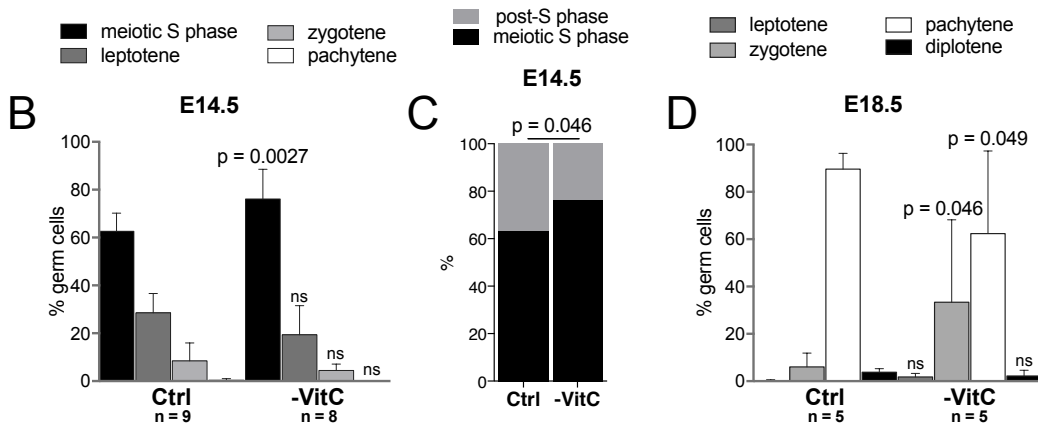 meiotic S phase
leptotene
zygotene
pachytene
post-S phase
meiotic S phase
leptotene
zygotene
pachytene
diplotene
B
E14.5
% germ cells
100
80
60
40
20
0
p = 0.0027
ns
ns
ns
Ctrl
n = 9
-VitC
n = 8
C
E14.5
p = 0.046
%
100
80
60
40
20
0
Ctrl
-VitC
D
E18.5
% germ cells
100
80
60
40
20
0
p = 0.049
p = 0.046
ns
ns
Ctrl
n = 5
-VitC
n = 5